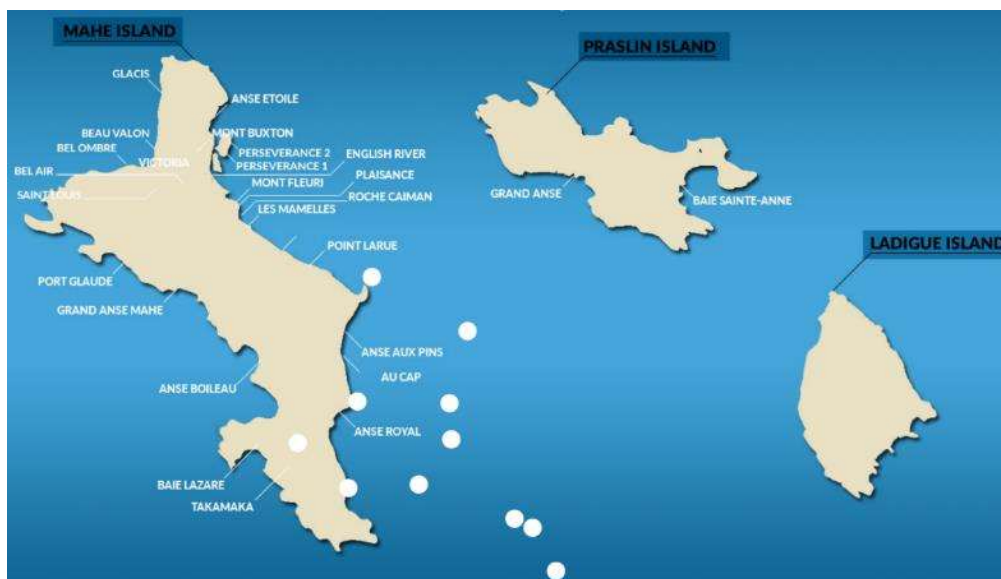 MAHE ISLAND
GLACIS
ANSE ETOILE
BEAU VALON
MONT BUXTON
BEL OMBRE
VICTORIA
PERSEVERANCE 2
PERSEVERANCE 1
ENGLISH RIVER
BEL AIR
SAINT LOUIS
MONT FLEURI
PLAISANCE
ROCHE CAIMAN
LES MAMELLES
POINT LARUE
PORT GLAUDE
GRAND ANSE MAHE
ANSE AUX PINS
AU CAP
ANSE BOILEAU
ANSE ROYAL
BAIE LAZARE
TAKAMAKA
PRASLIN ISLAND
GRAND ANSE
BAIE SAINTE-ANNE
LADIGUE ISLAND